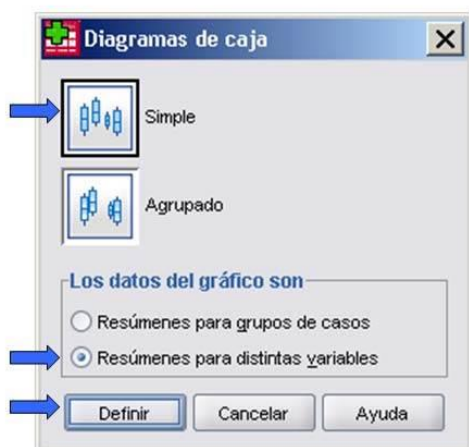 Diagramas de caja
Simple
Agrupado
Los datos del gráfico son
Resúmenes para grupos de casos
Resúmenes para distintas variables
Definir Cancelar Ayuda